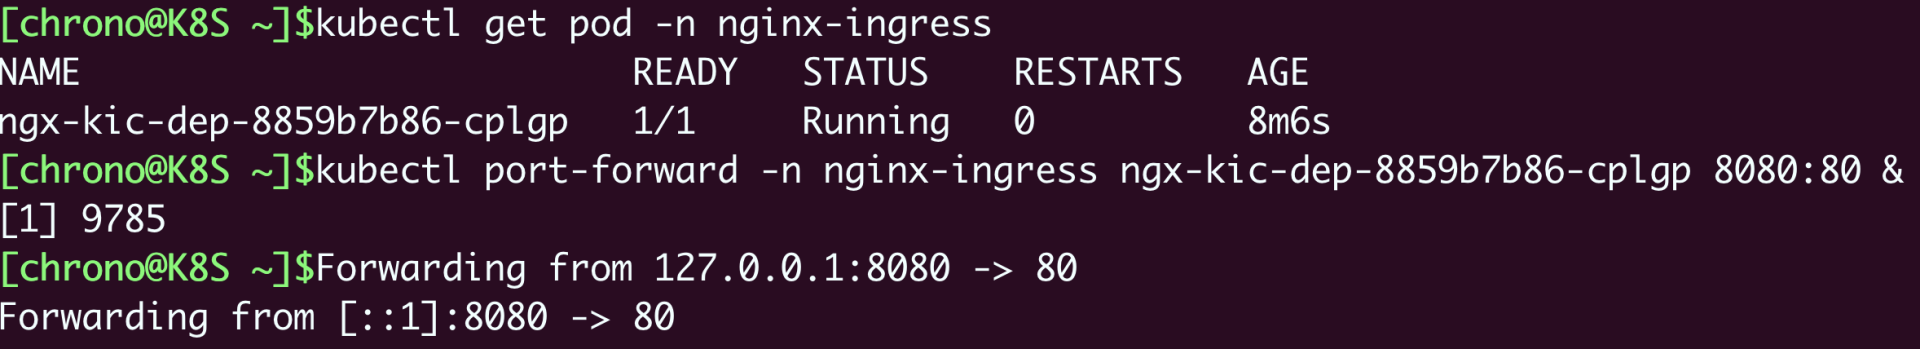 [chrono@K8S ~]$kubectl get pod -n nginx-ingress
NAME                          READY   STATUS    RESTARTS   AGE
ngx-kic-dep-8859b7b86-cplgp   1/1     Running   0          8m6s
[chrono@K8S ~]$kubectl port-forward -n nginx-ingress ngx-kic-dep-8859b7b86-cplgp 8080:80 &
[1] 9785
[chrono@K8S ~]$Forwarding from 127.0.0.1:8080 -> 80
Forwarding from [::1]:8080 -> 80